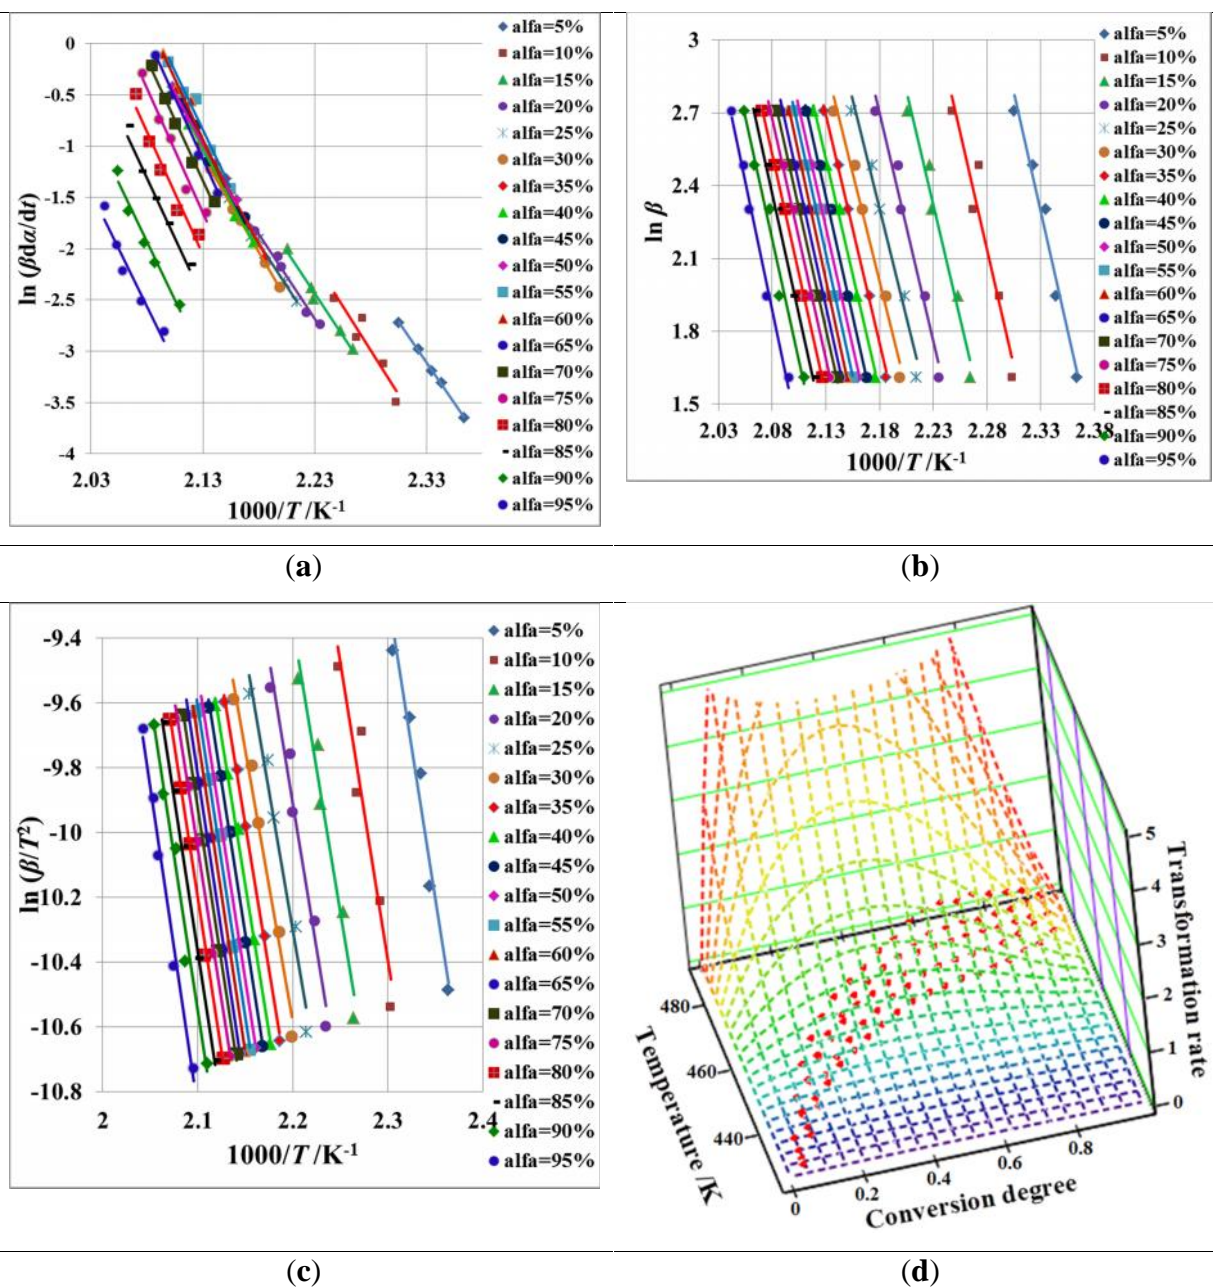 0
-0.5
-1
-1.5
-2
-2.5
-3
-3.5
-4
ln (βdα/dt)
2.03 2.13 2.23 2.33
1000/T /K-1
alfa=5%
alfa=10%
alfa=15%
alfa=20%
alfa=25%
alfa=30%
alfa=35%
alfa=40%
alfa=45%
alfa=50%
alfa=55%
alfa=60%
alfa=65%
alfa=70%
alfa=75%
alfa=80%
alfa=85%
alfa=90%
alfa=95%
(a)
3
2.7
2.4
2.1
1.8
1.5
ln β
2.03 2.08 2.13 2.18 2.23 2.28 2.33 2.38
1000/T /K-1
alfa=5%
alfa=10%
alfa=15%
alfa=20%
alfa=25%
alfa=30%
alfa=35%
alfa=40%
alfa=45%
alfa=50%
alfa=55%
alfa=60%
alfa=65%
alfa=70%
alfa=75%
alfa=80%
alfa=85%
alfa=90%
alfa=95%
(b)
-9.4
-9.6
-9.8
-10
-10.2
-10.4
-10.6
-10.8
ln (β/T2)
2 2.1 2.2 2.3 2.4
1000/T /K-1
alfa=5%
alfa=10%
alfa=15%
alfa=20%
alfa=25%
alfa=30%
alfa=35%
alfa=40%
alfa=45%
alfa=50%
alfa=55%
alfa=60%
alfa=65%
alfa=70%
alfa=75%
alfa=80%
alfa=85%
alfa=90%
alfa=95%
(c)
5
4
3
2
1
0
Transformation rate
480
460
440
Temperature /K
0 0.2 0.4 0.6 0.8
Conversion degree
(d)